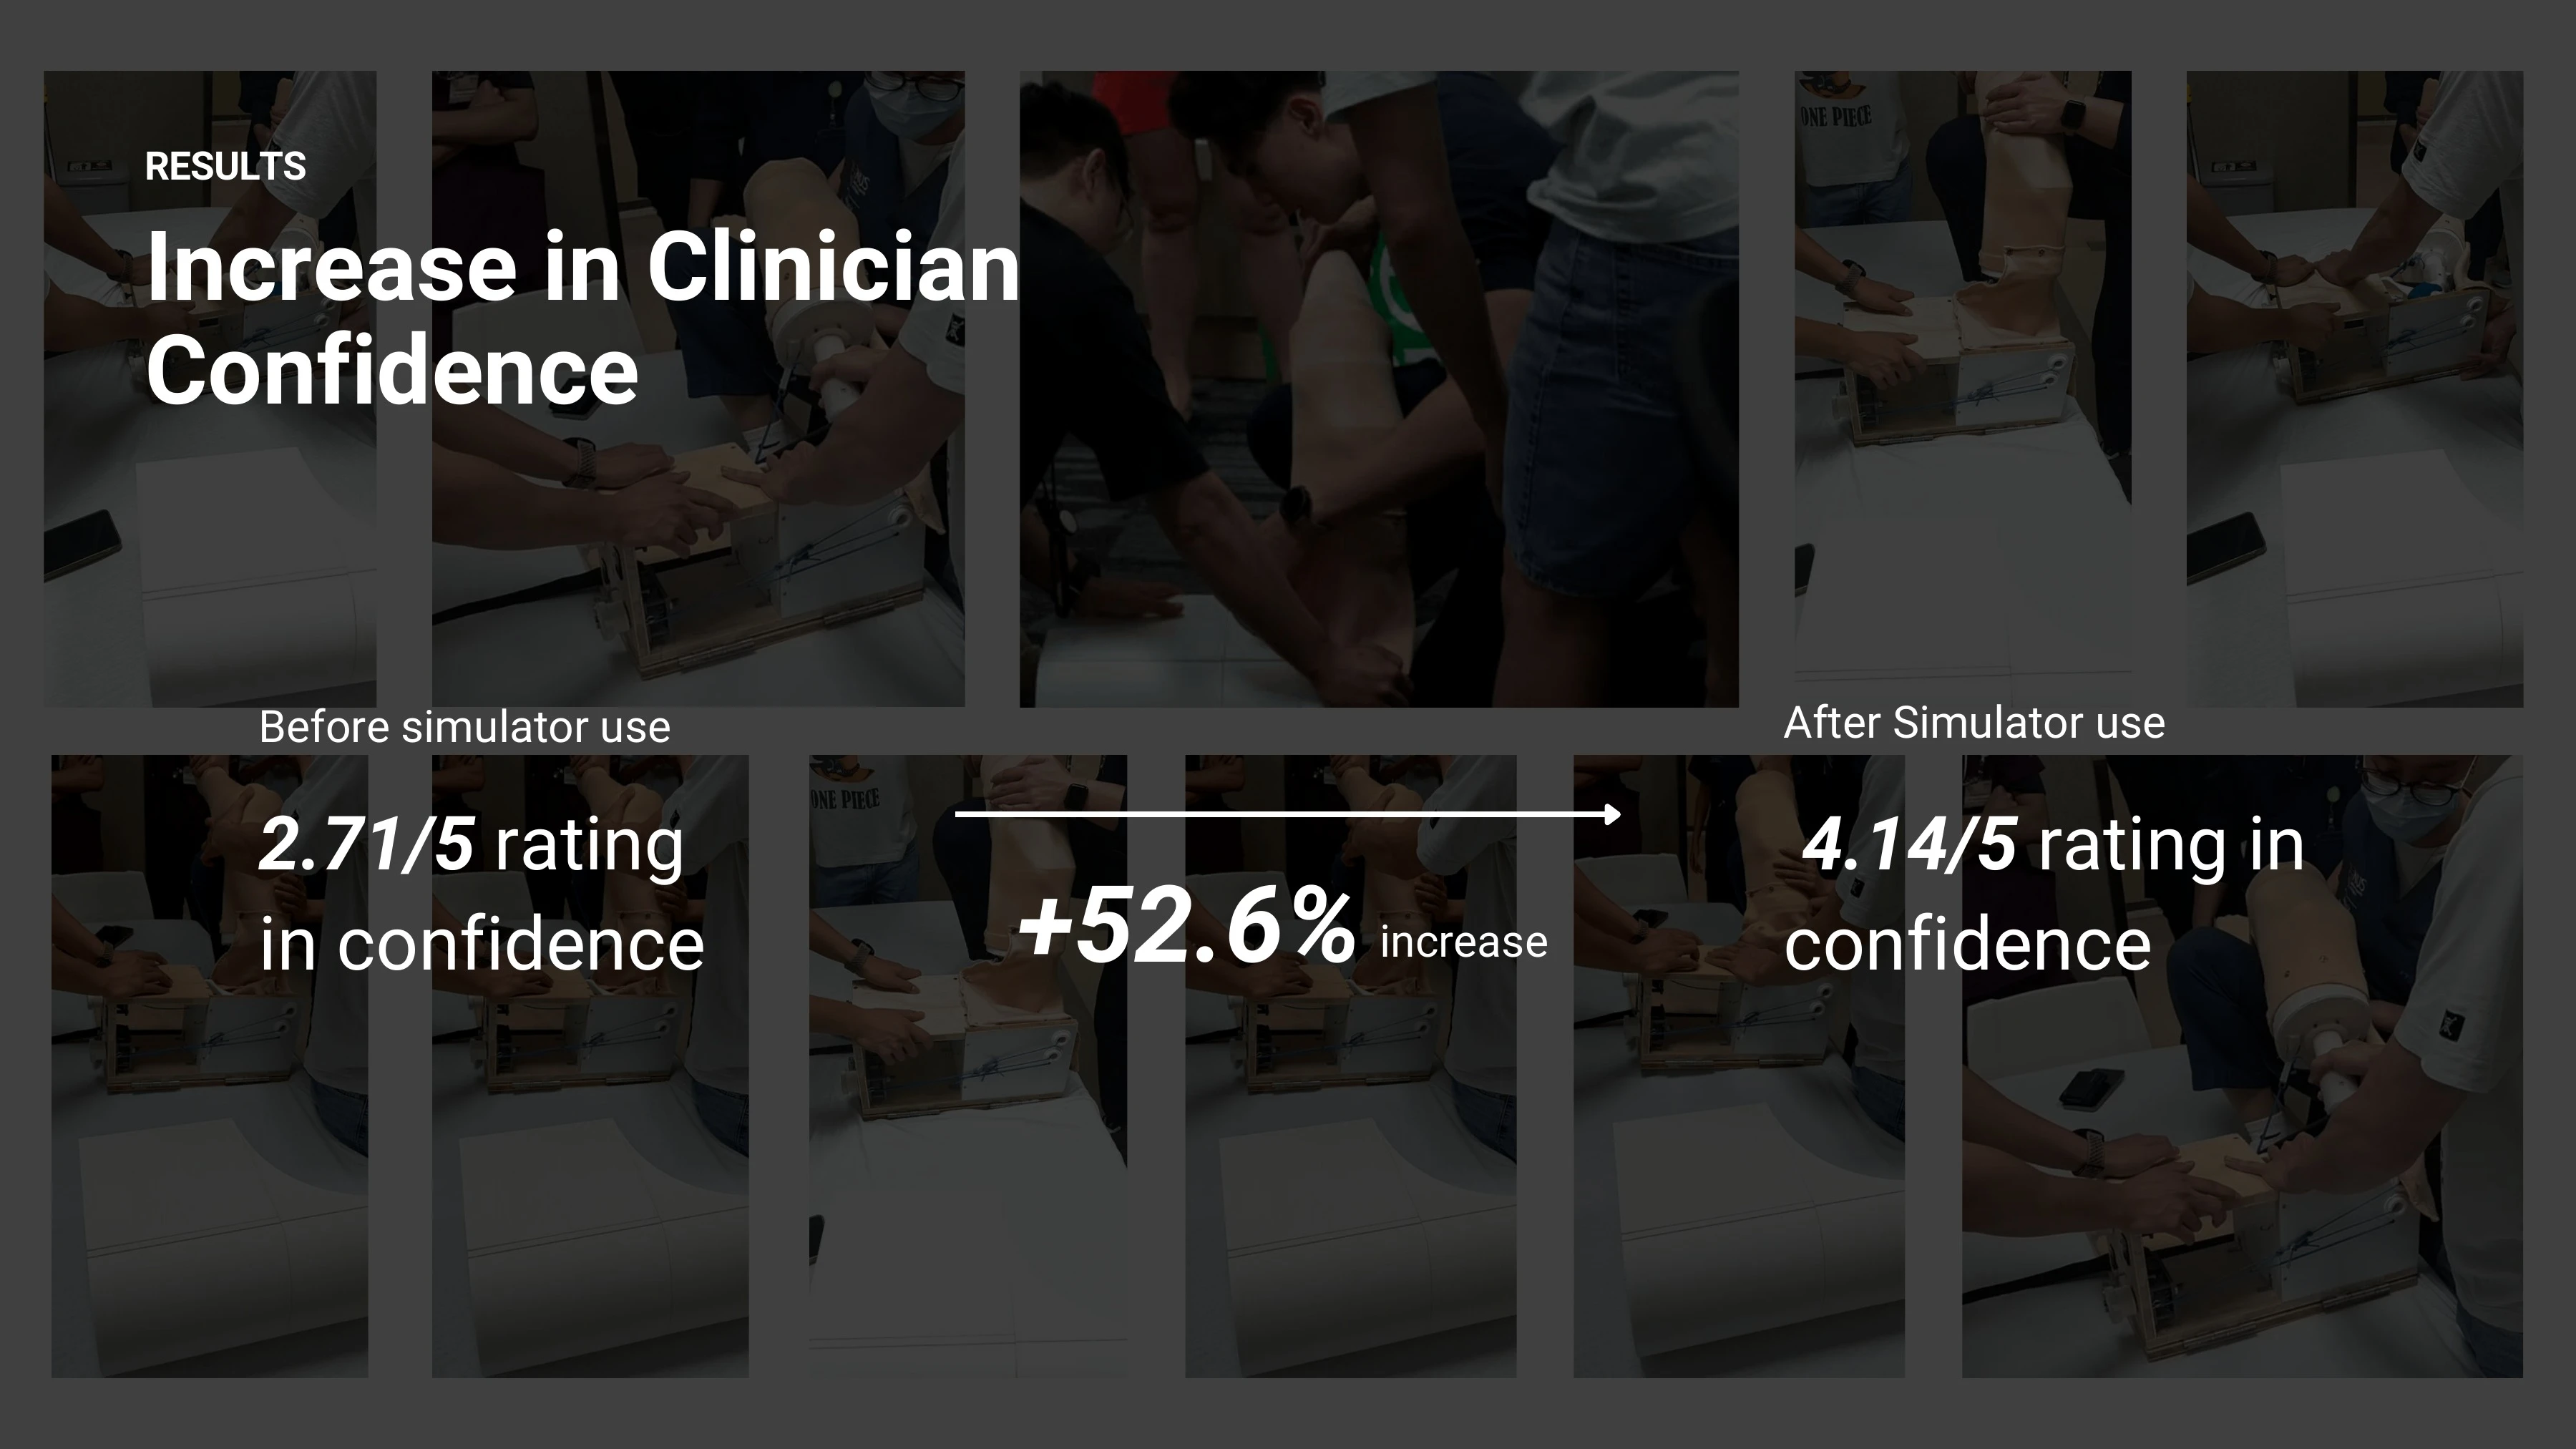 RESULTS
Increase in Clinician
Confidence
ONE PIECE
Before simulator use
After Simulator use
2.71/5 rating
in confidence
+52.6% increase
4.14/5 rating in
confidence
ONE PIECE